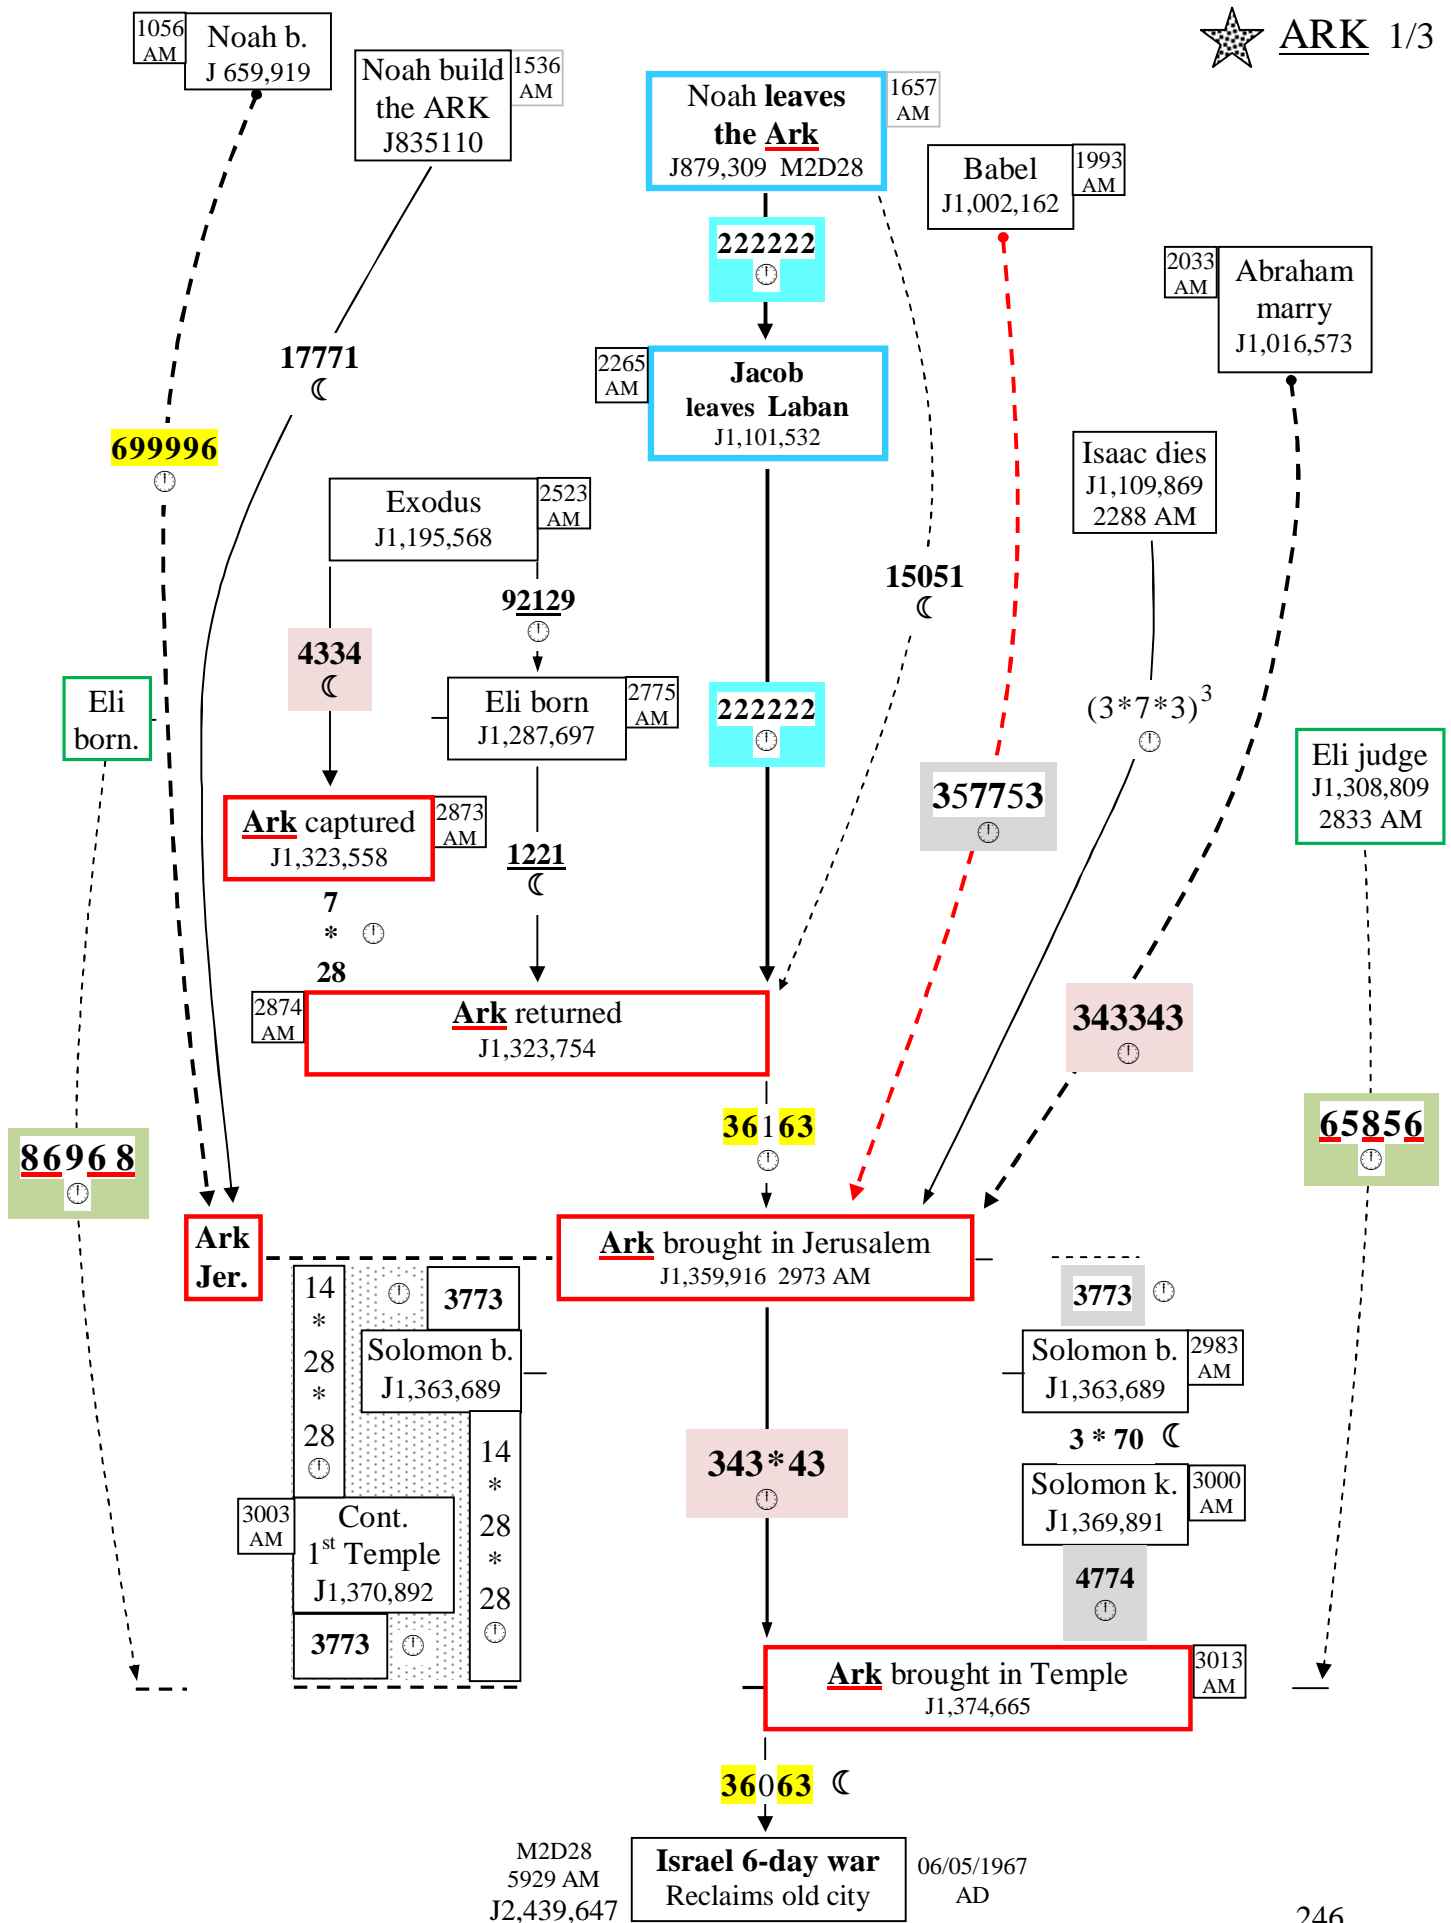 ARK 1/3
1056
AM
Noah b.
J 659,919
Noah build
the ARK
J835110
1536
AM
Noah leaves
the Ark
J879,309 M2D28
1657
AM
Babel
J1,002,162
1993
AM
222222
2033
AM
Abraham
marry
J1,016,573
17771
☾
2265
AM
Jacob
leaves Laban
J1,101,532
699996
Isaac dies
J1,109,869
2288 AM
Exodus
J1,195,568
2523
AM
15051
☾
92129
4334
☾
Eli
born.
Eli born
J1,287,697
2775
AM
222222
(3*7*3)³
Eli judge
J1,308,809
2833 AM
357753
Ark captured
J1,323,558
2873
AM
1221
☾
7
*
28
2874
AM
Ark returned
J1,323,754
343343
36163
86968
65856
Ark
Jer.
Ark brought in Jerusalem
J1,359,916 2973 AM
14
*
28
*
28
3773
3773
Solomon b.
J1,363,689
Solomon b.
J1,363,689
2983
AM
3 * 70 ☾
14
*
28
*
28
343*43
Solomon k.
J1,369,891
3000
AM
3003
AM
Cont.
1st Temple
J1,370,892
4774
3773
Ark brought in Temple
J1,374,665
3013
AM
36063 ☾
M2D28
5929 AM
J2,439,647
Israel 6-day war
Reclaims old city
06/05/1967
AD
246